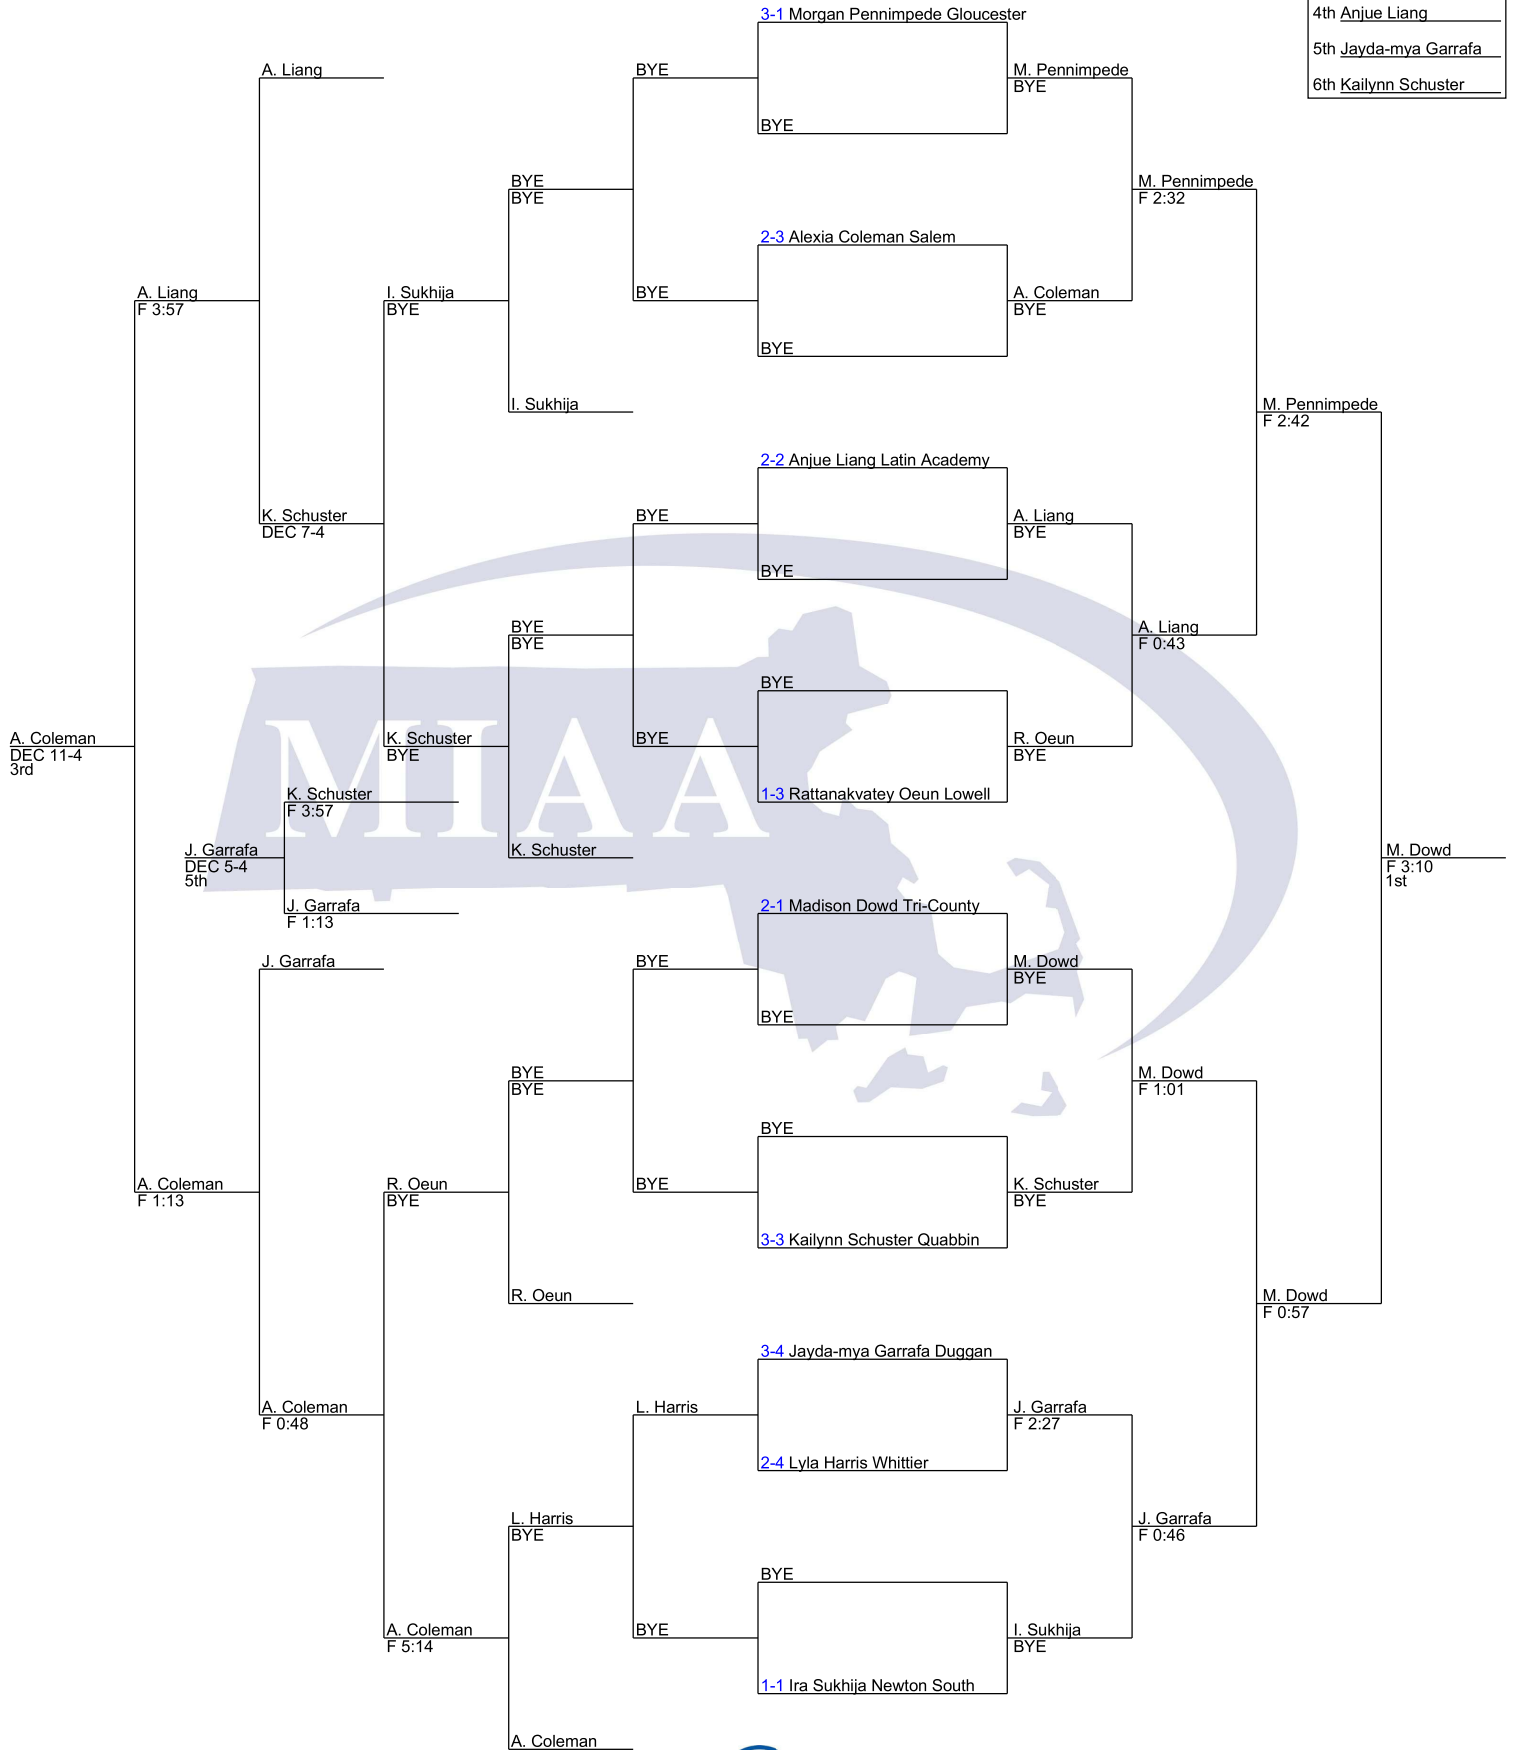 3-1 Morgan Pennimpede Gloucester
4th Anjue Liang
5th Jayda-mya Garrafa
6th Kailynn Schuster
A. Liang
BYE
M. Pennimpede
BYE
BYE
BYE
BYE
M. Pennimpede
F 2:32
2-3 Alexia Coleman Salem
A. Liang
F 3:57
I. Sukhija
BYE
BYE
A. Coleman
BYE
BYE
I. Sukhija
M. Pennimpede
F 2:42
2-2 Anjue Liang Latin Academy
K. Schuster
DEC 7-4
BYE
A. Liang
BYE
BYE
BYE
BYE
A. Liang
F 0:43
BYE
A. Coleman
DEC 11-4
3rd
K. Schuster
BYE
BYE
R. Oeun
BYE
MIAA
K. Schuster
F 3:57
1-3 Rattanakvatey Oeun Lowell
J. Garrafa
DEC 5-4
5th
K. Schuster
M. Dowd
F 3:10
1st
J. Garrafa
F 1:13
2-1 Madison Dowd Tri-County
J. Garrafa
BYE
M. Dowd
BYE
BYE
BYE
BYE
M. Dowd
F 1:01
BYE
A. Coleman
F 1:13
R. Oeun
BYE
BYE
K. Schuster
BYE
3-3 Kailynn Schuster Quabbin
R. Oeun
M. Dowd
F 0:57
3-4 Jayda-mya Garrafa Duggan
A. Coleman
F 0:48
L. Harris
J. Garrafa
F 2:27
2-4 Lyla Harris Whittier
L. Harris
BYE
J. Garrafa
F 0:46
BYE
A. Coleman
F 5:14
BYE
I. Sukhija
BYE
1-1 Ira Sukhija Newton South
A. Coleman